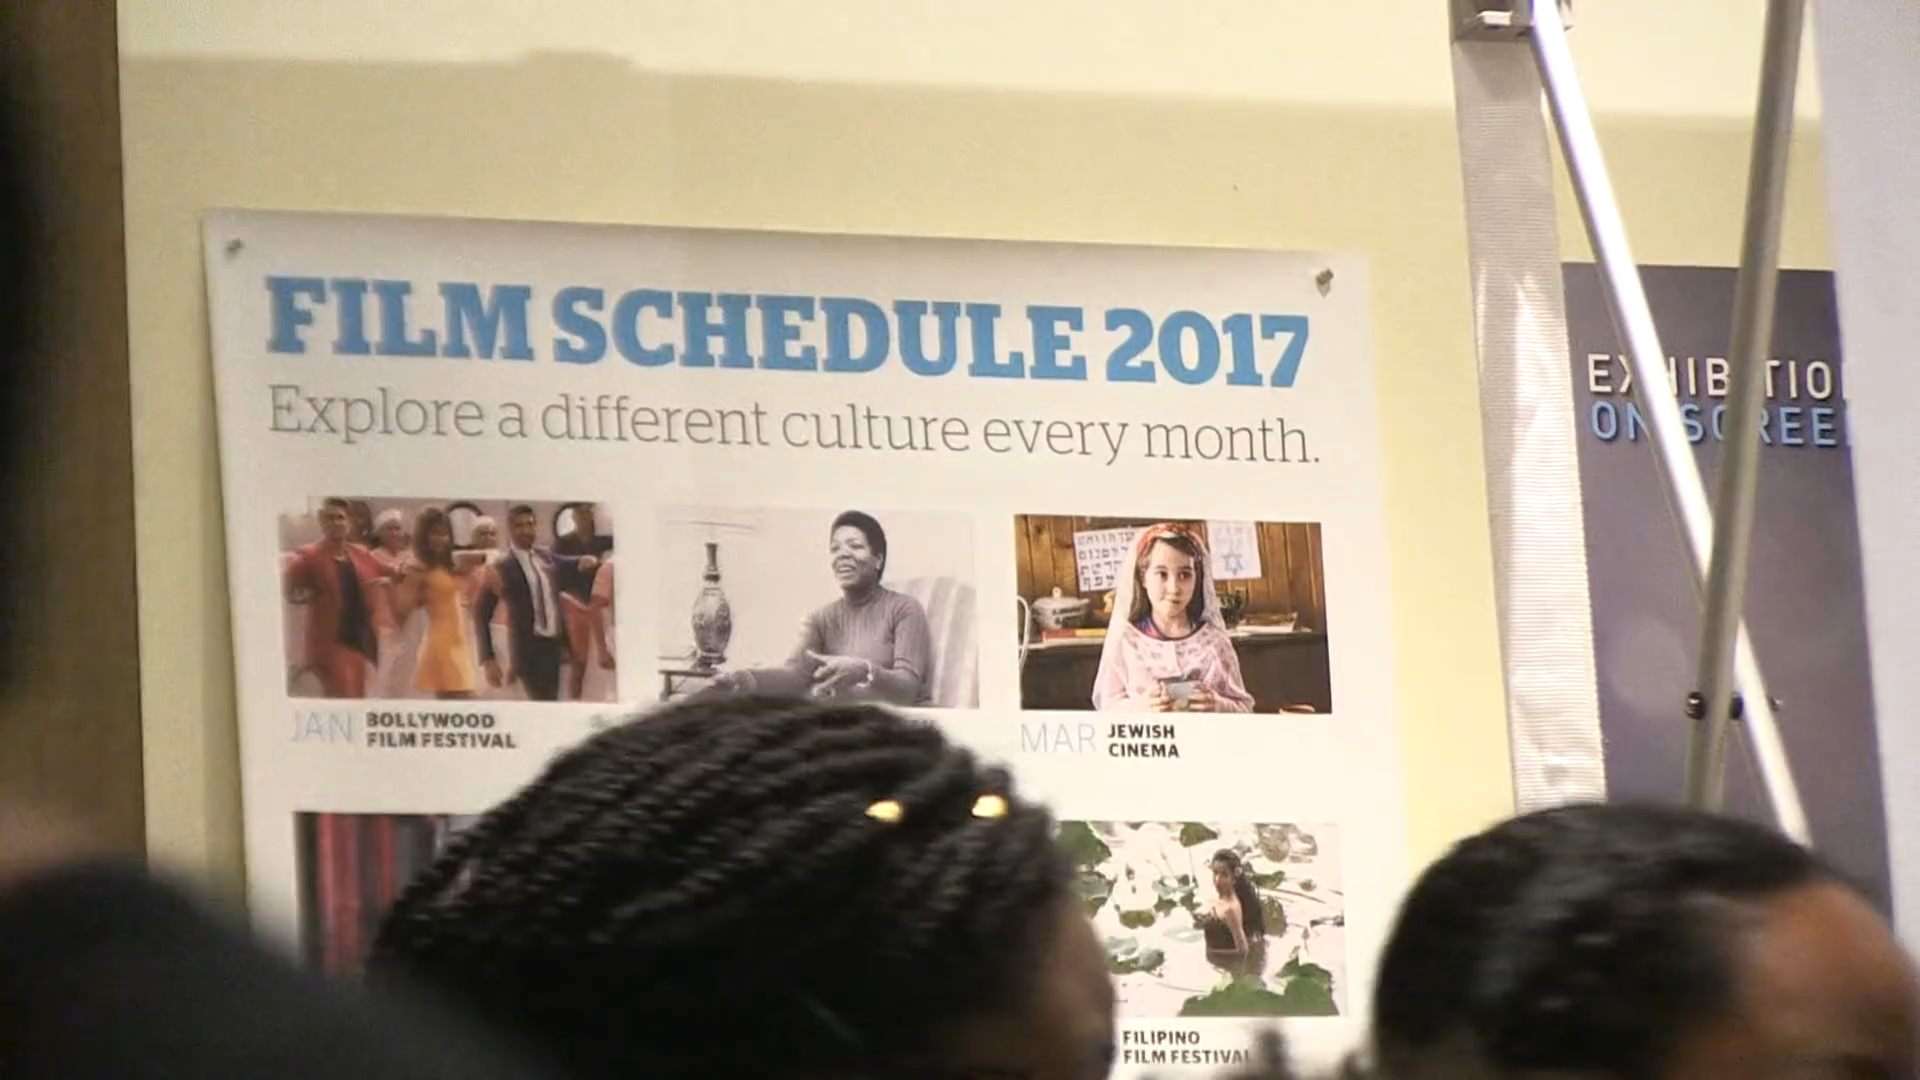 FILM SCHEDULE 2017
Explore a different culture every month.
JAN BOLLYWOOD
FILM FESTIVAL
MAR JEWISH
CINEMA
FILIPINO
FILM FESTIVAL
EXHIBITION
ON SCREEN